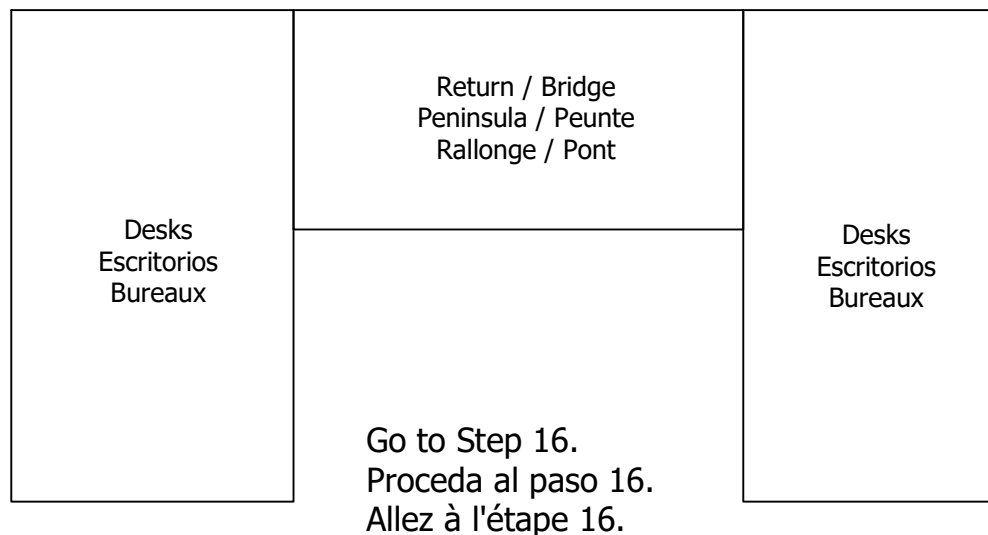 Return / Bridge
Peninsula / Peunte
Rallonge / Pont
Desks
Escritorios
Bureaux
Desks
Escritorios
Bureaux
Go to Step 16.
Proceda al paso 16.
Allez à l'étape 16.